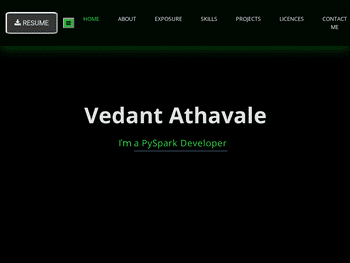 RESUME
HOME
ABOUT
EXPOSURE
SKILLS
PROJECTS
LICENCES
CONTACT
ME
Vedant Athavale
I'm a PySpark Developer